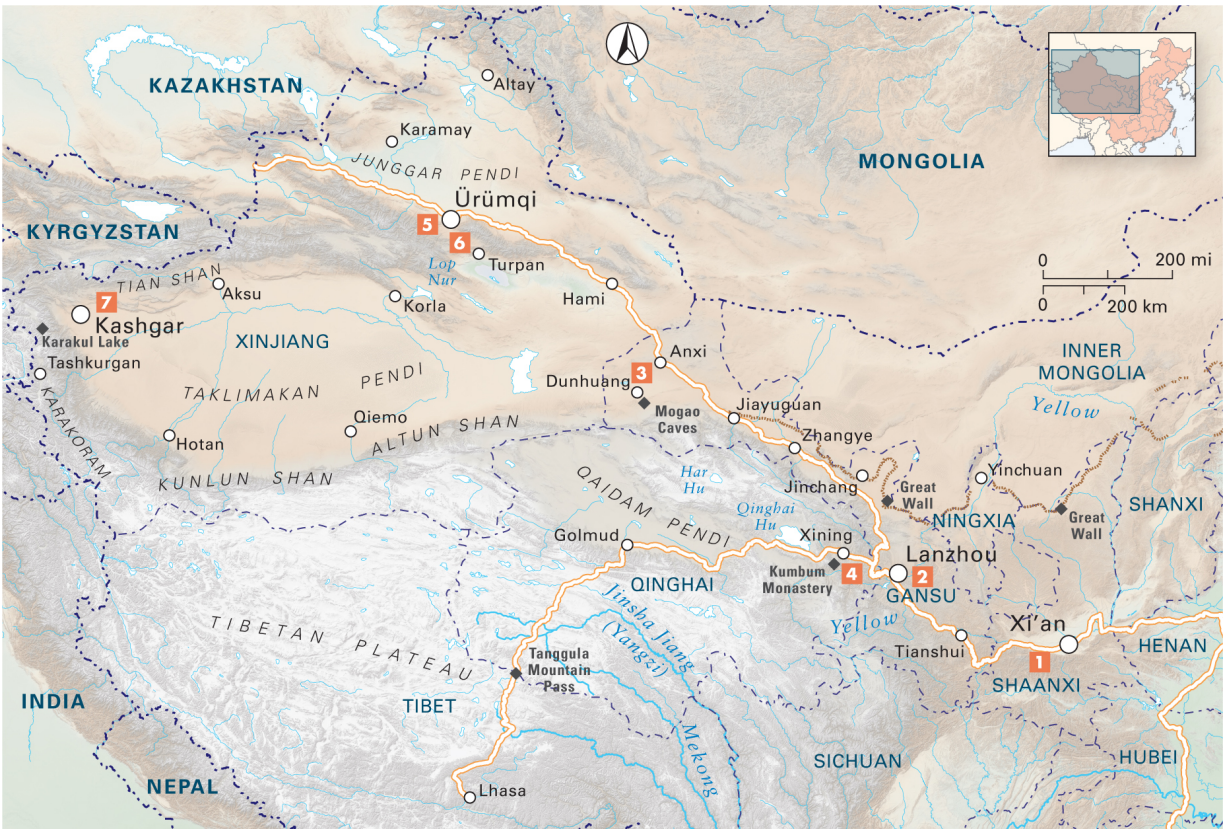 Altay
KAZAKHSTAN
Karamay
MONGOLIA
JUNGGAR PENDI
Ürümqi
5
6
KYRGYZSTAN
Turpan
Lop
Nur
0
200 mi
0
200 km
TIAN SHAN
Aksu
Hami
Korla
7
Kashgar
Karakul Lake
XINJIANG
Tashkurgan
Anxi
INNER
MONGOLIA
3
Dunhuang
TAKLIMAKAN PENDI
Mogao
Caves
Jiayuguan
Yellow
KARAKORAM
Qiemo
Hotan
ALTUN SHAN
Zhangye
KUNLUN SHAN
Har
Hu
Jinchang
Yinchuan
Great
Wall
SHANXI
QAIDAM PENDI
Qinghai
Hu
NINGXIA
Great
Wall
Golmud
Xining
Lanzhou
QINGHAI
Kumbum
Monastery
4
2
GANSU
Jinsha Jiang
(Yangzi)
Yellow
Xi'an
TIBETAN PLATEAU
Tianshui
HENAN
1
Tanggula
Mountain
Pass
SHAANXI
INDIA
TIBET
Mekong
SICHUAN
HUBEI
NEPAL
Lhasa